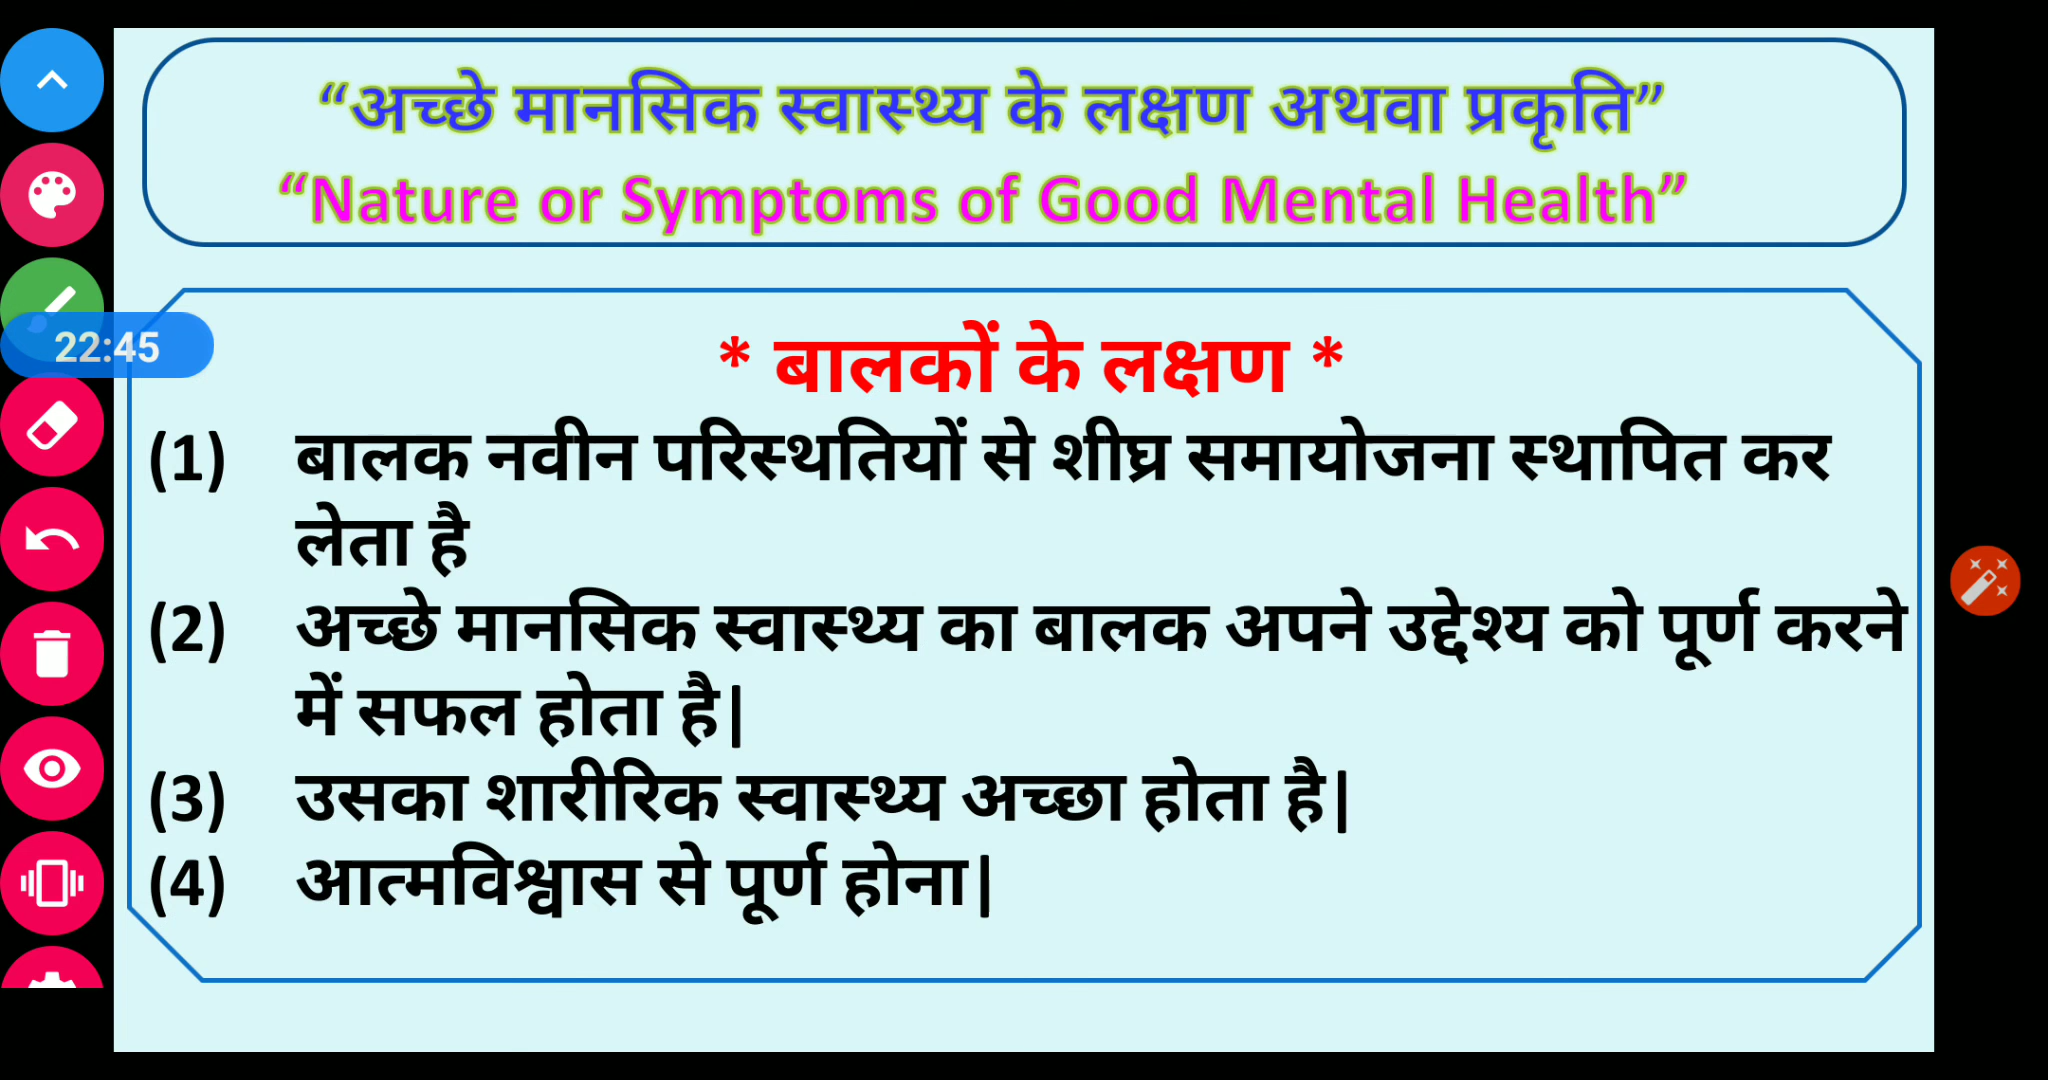 “अच्छे मानसिक स्वास्थ्य के लक्षण अथवा प्रकृति”
“Nature or Symptoms of Good Mental Health”
22:45
* बालकों के लक्षण *
(1) बालक नवीन परिस्थतियों से शीघ्र समायोजना स्थापित कर
लेता है
(2) अच्छे मानसिक स्वास्थ्य का बालक अपने उद्देश्य को पूर्ण करने
में सफल होता है|
(3) उसका शारीरिक स्वास्थ्य अच्छा होता है|
(4) आत्मविश्वास से पूर्ण होना|